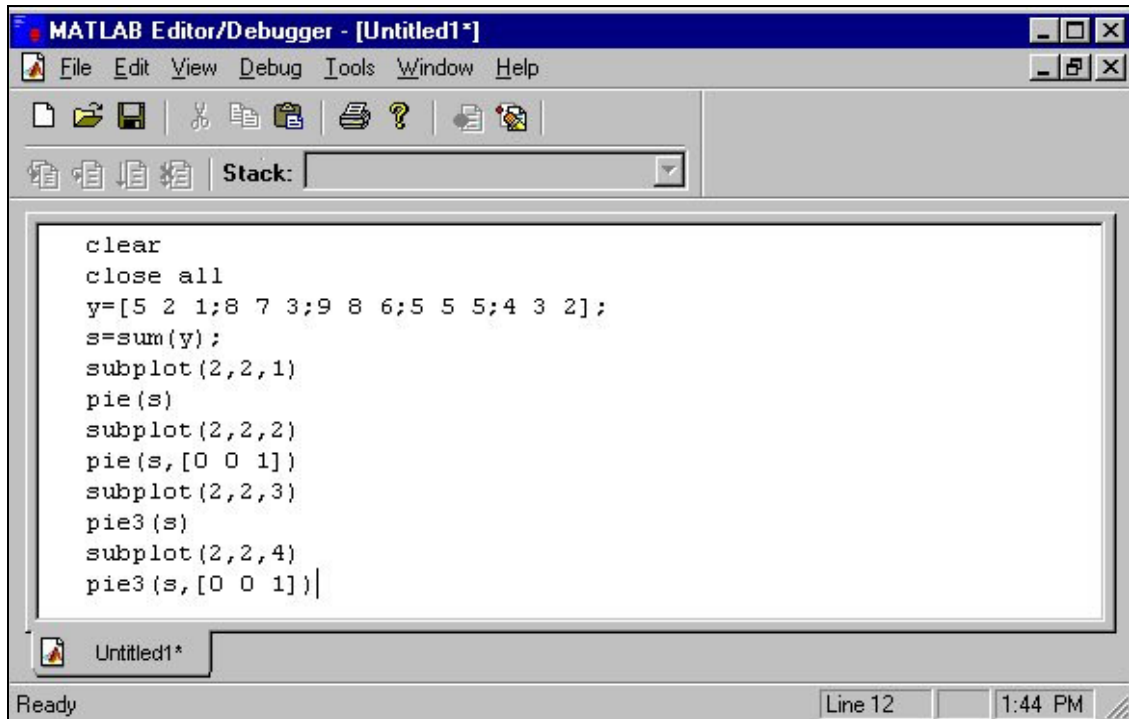 MATLAB Editor/Debugger - [Untitled1*]
File Edit View Debug Tools Window Help
Stack:
clear
close all
y=[5 2 1;8 7 3;9 8 6;5 5 5;4 3 2];
s=sum(y);
subplot(2,2,1)
pie(s)
subplot(2,2,2)
pie(s,[0 0 1])
subplot(2,2,3)
pie3(s)
subplot(2,2,4)
pie3(s,[0 0 1])
Untitled1*
Ready Line 12 1:44 PM